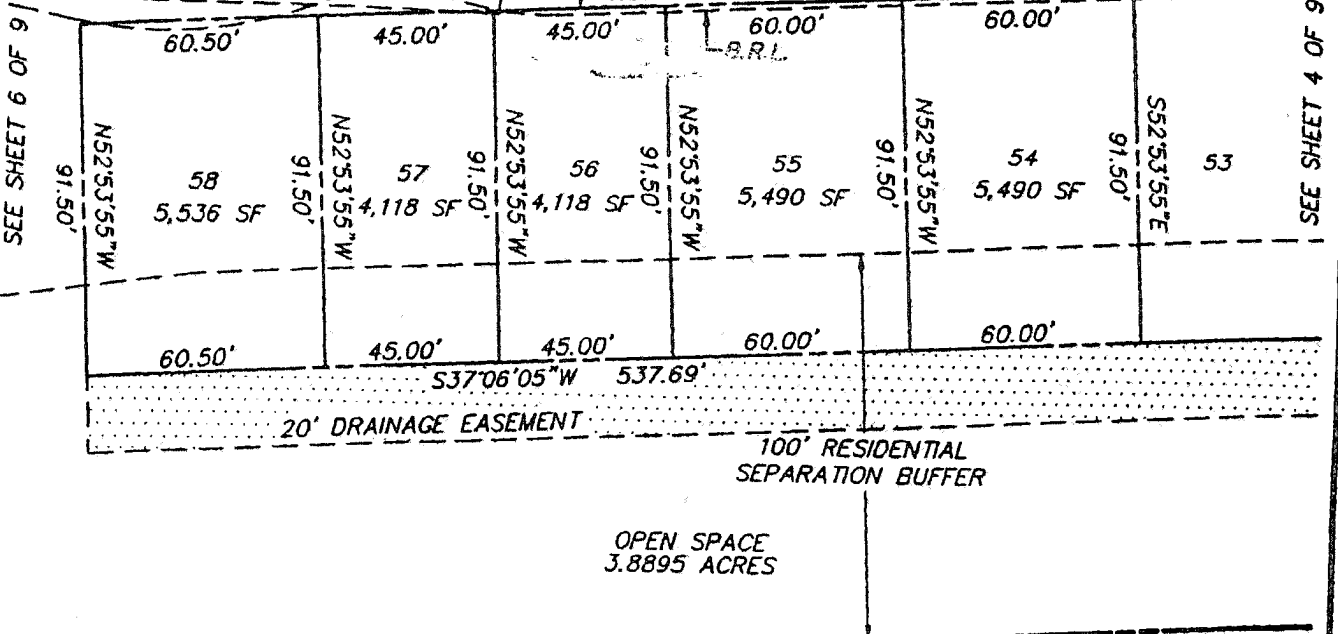 SEE SHEET 6 OF 9
60.50'
45.00'
45.00'
60.00'
60.00'
B.R.L.
SEE SHEET 4 OF 9
91.50'
N52°53'55"W
58
5,536 SF
91.50'
N52°53'55"W
57
4,118 SF
91.50'
N52°53'55"W
56
4,118 SF
91.50'
N52°53'55"W
55
5,490 SF
91.50'
N52°53'55"W
54
5,490 SF
91.50'
S52°53'55"E
53
60.50'
45.00'
45.00'
60.00'
60.00'
S37°06'05"W 537.69'
20' DRAINAGE EASEMENT
100' RESIDENTIAL
SEPARATION BUFFER
OPEN SPACE
3.8895 ACRES